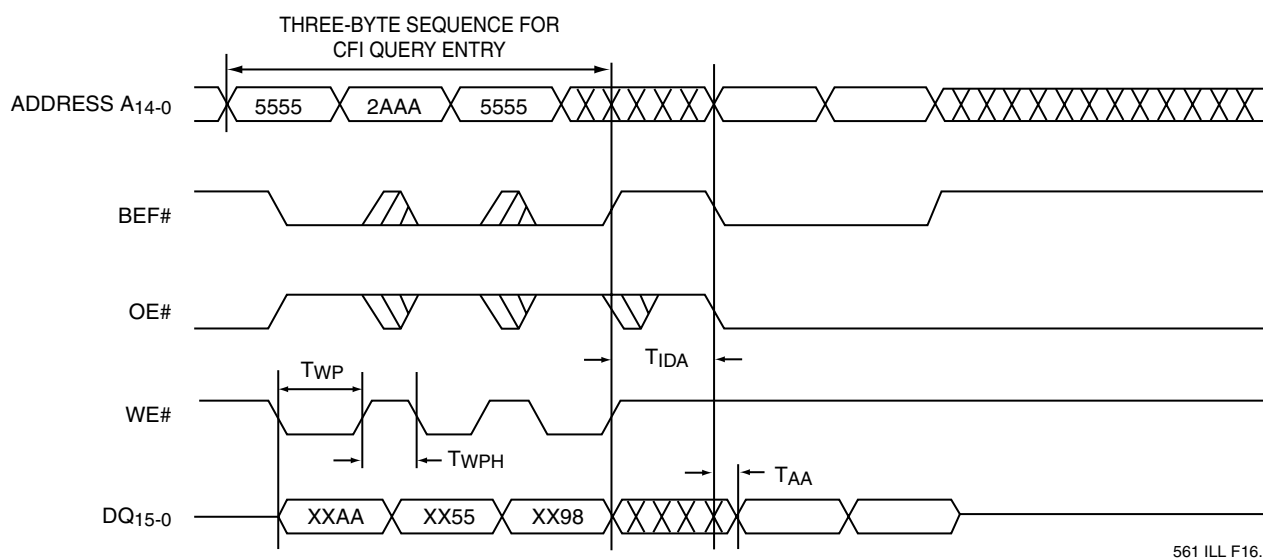 THREE-BYTE SEQUENCE FOR
CFI QUERY ENTRY
ADDRESS A14-0
5555
2AAA
5555
BEF#
OE#
TIDA
TWP
WE#
TWPH
TAA
DQ15-0
XXAA
XX55
XX98
561 ILL F16.